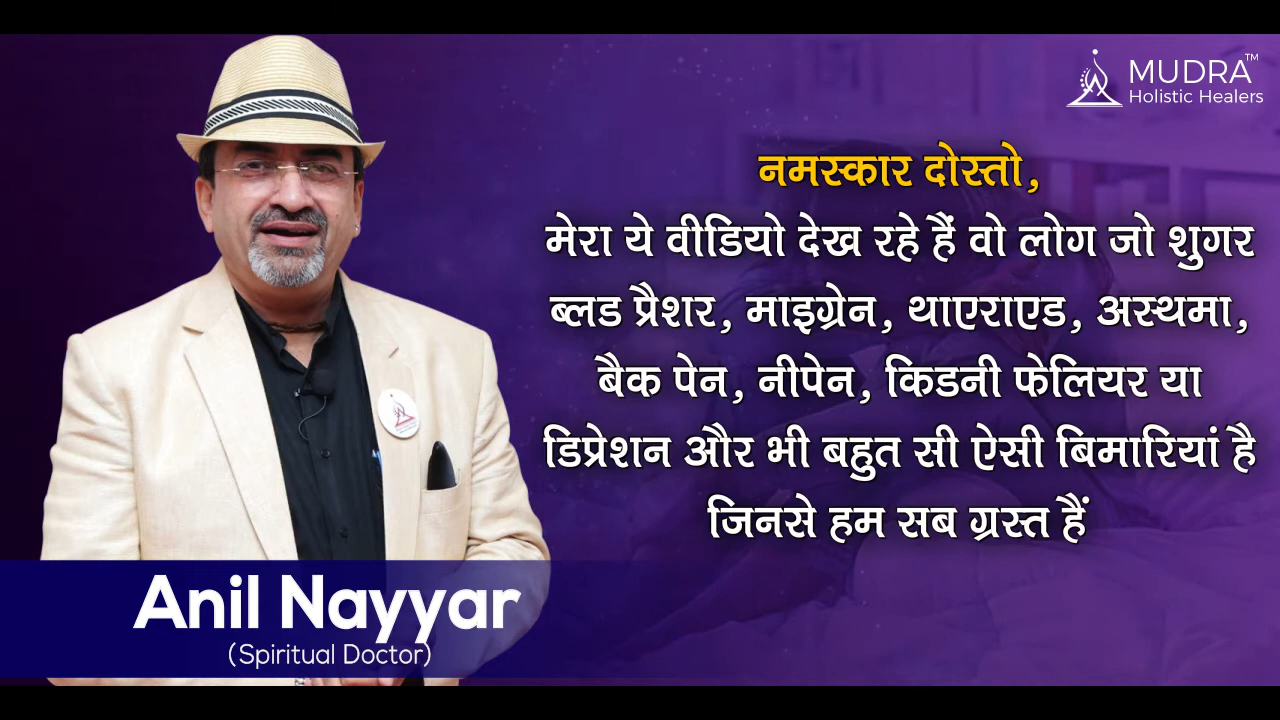 MUDRA™
Holistic Healers
नमस्कार दोस्तो,
मेरा ये वीडियो देख रहे हैं वो लोग जो शुगर
ब्लड प्रैशर, माइग्रेन, थाएराएड, अस्थमा,
बैक पेन, नीपेन, किडनी फेलियर या
डिप्रेशन और भी बहुत सी ऐसी बिमारियां है
जिनसे हम सब ग्रस्त हैं
Anil Nayyar
(Spiritual Doctor)